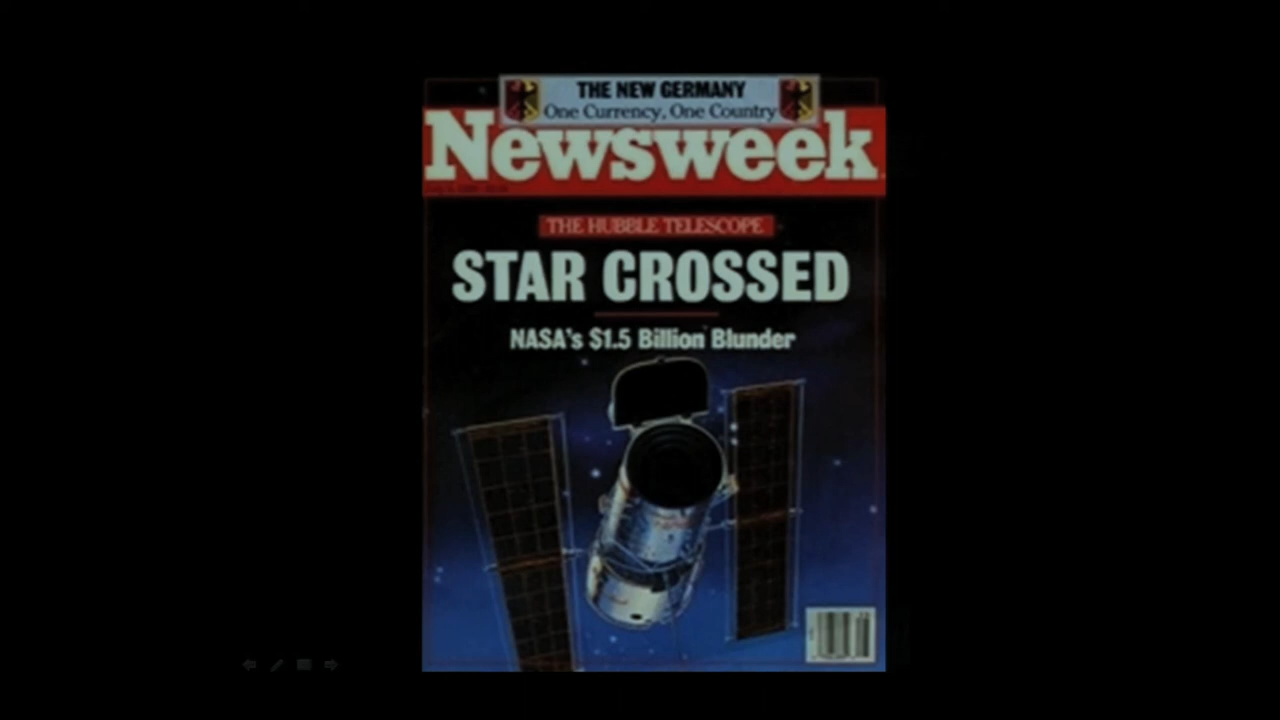 THE NEW GERMANY
One Currency, One Country
Newsweek
THE HUBBLE TELESCOPE
STAR CROSSED
NASA's $1.5 Billion Blunder